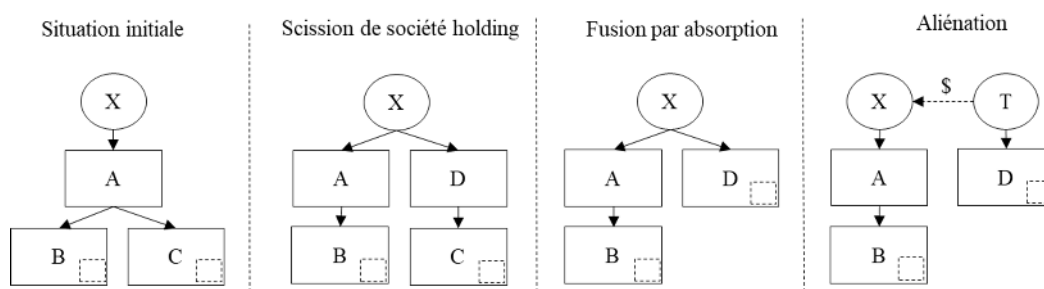 Situation initiale
Scission de société holding
Fusion par absorption
Aliénation
X
A
B
C
X
A
D
B
C
X
A
D
B
X
$
T
A
D
B